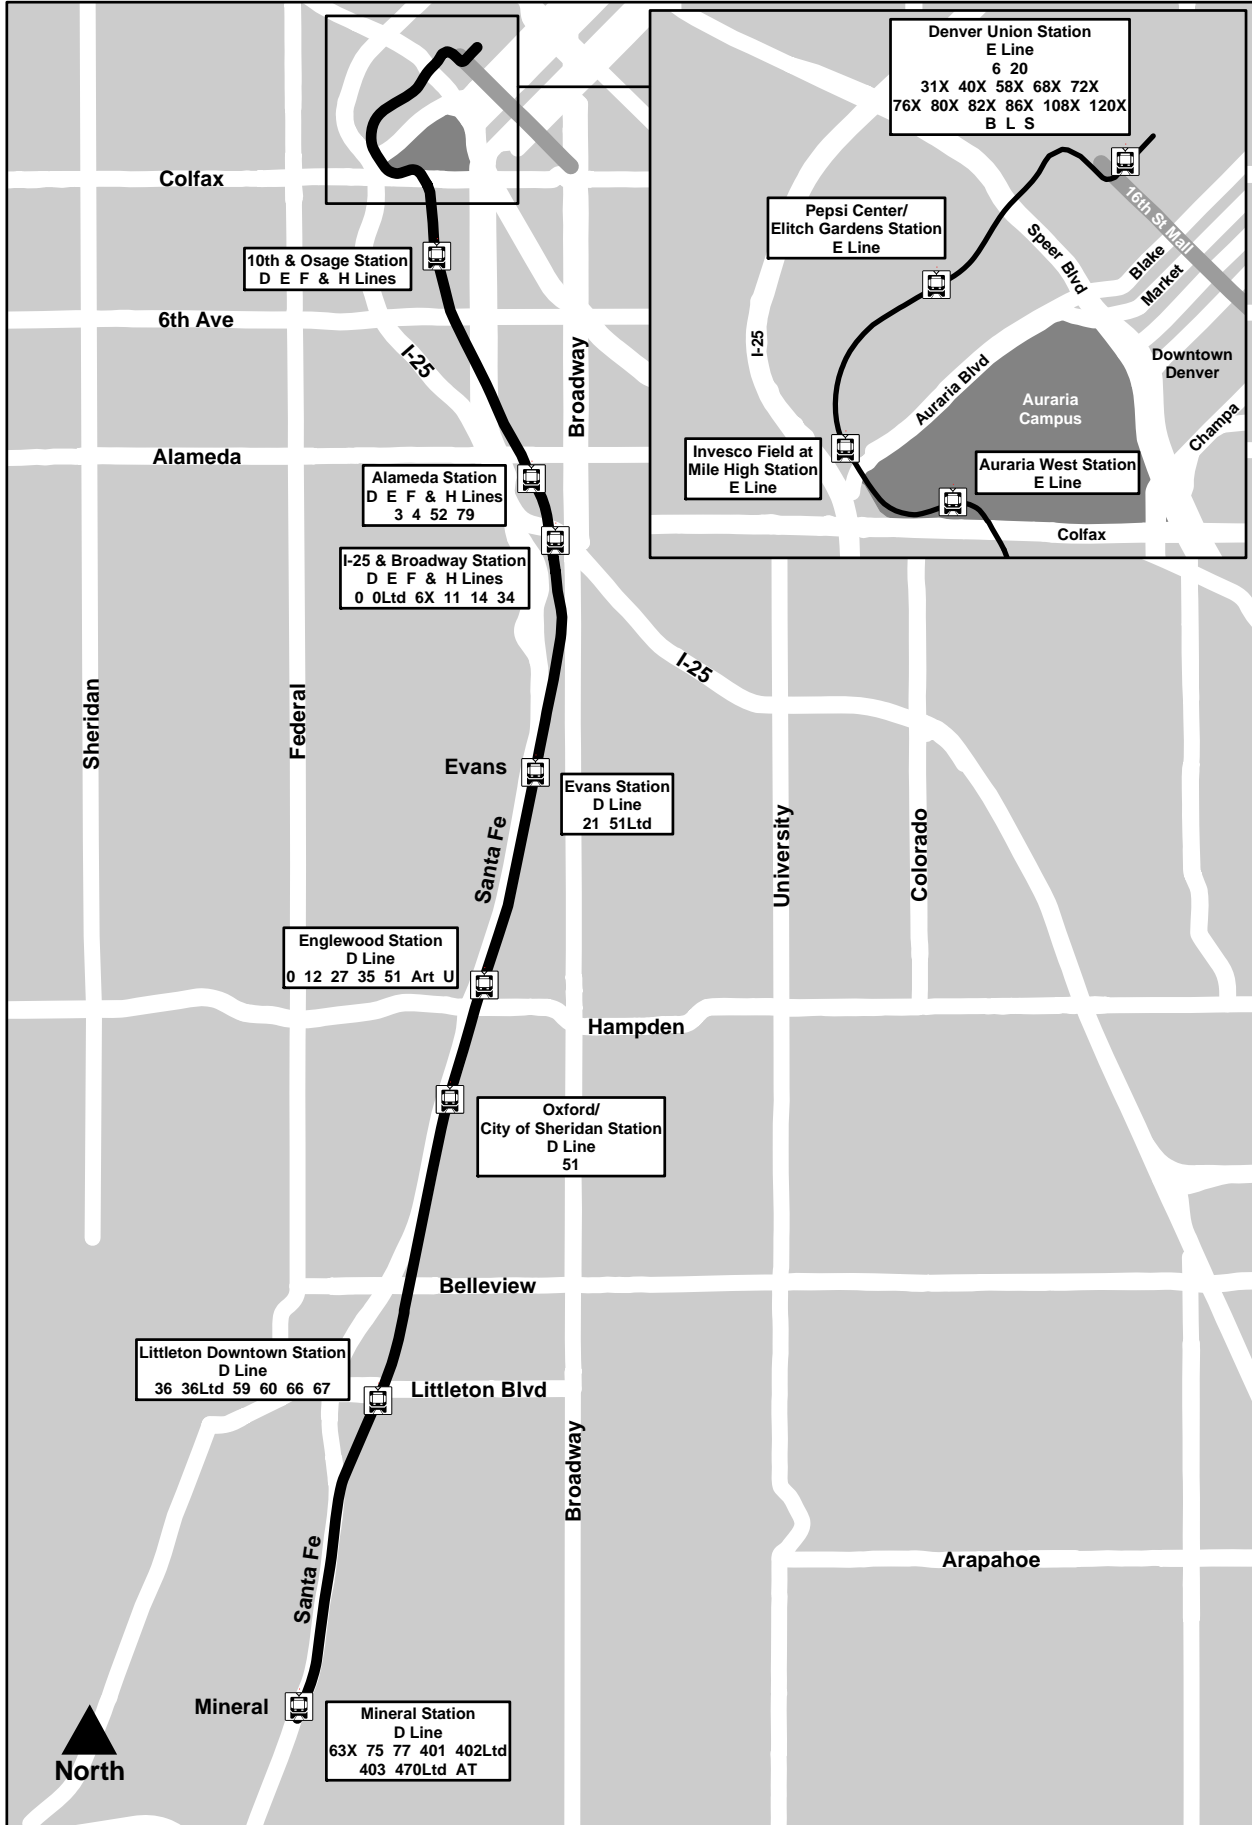 Denver Union Station
E Line
6 20
31X 40X 58X 68X 72X
76X 80X 82X 86X 108X 120X
B L S
16th St Mall
Pepsi Center/
Elitch Gardens Station
E Line
Speer Blvd
Blake
Market
I-25
Auraria Blvd
Downtown
Denver
Auraria
Campus
Champa
Invesco Field at
Mile High Station
E Line
Auraria West Station
E Line
Colfax
Colfax
10th & Osage Station
D E F & H Lines
6th Ave
I-25
Broadway
Alameda
Alameda Station
D E F & H Lines
3 4 52 79
I-25 & Broadway Station
D E F & H Lines
0 0Ltd 6X 11 14 34
I-25
Sheridan
Federal
Evans
Evans Station
D Line
21 51Ltd
Santa Fe
University
Colorado
Englewood Station
D Line
0 12 27 35 51 Art U
Hampden
Oxford/
City of Sheridan Station
D Line
51
Belleview
Littleton Downtown Station
D Line
36 36Ltd 59 60 66 67
Littleton Blvd
Broadway
Arapahoe
Santa Fe
Mineral
Mineral Station
D Line
63X 75 77 401 402Ltd
403 470Ltd AT
North